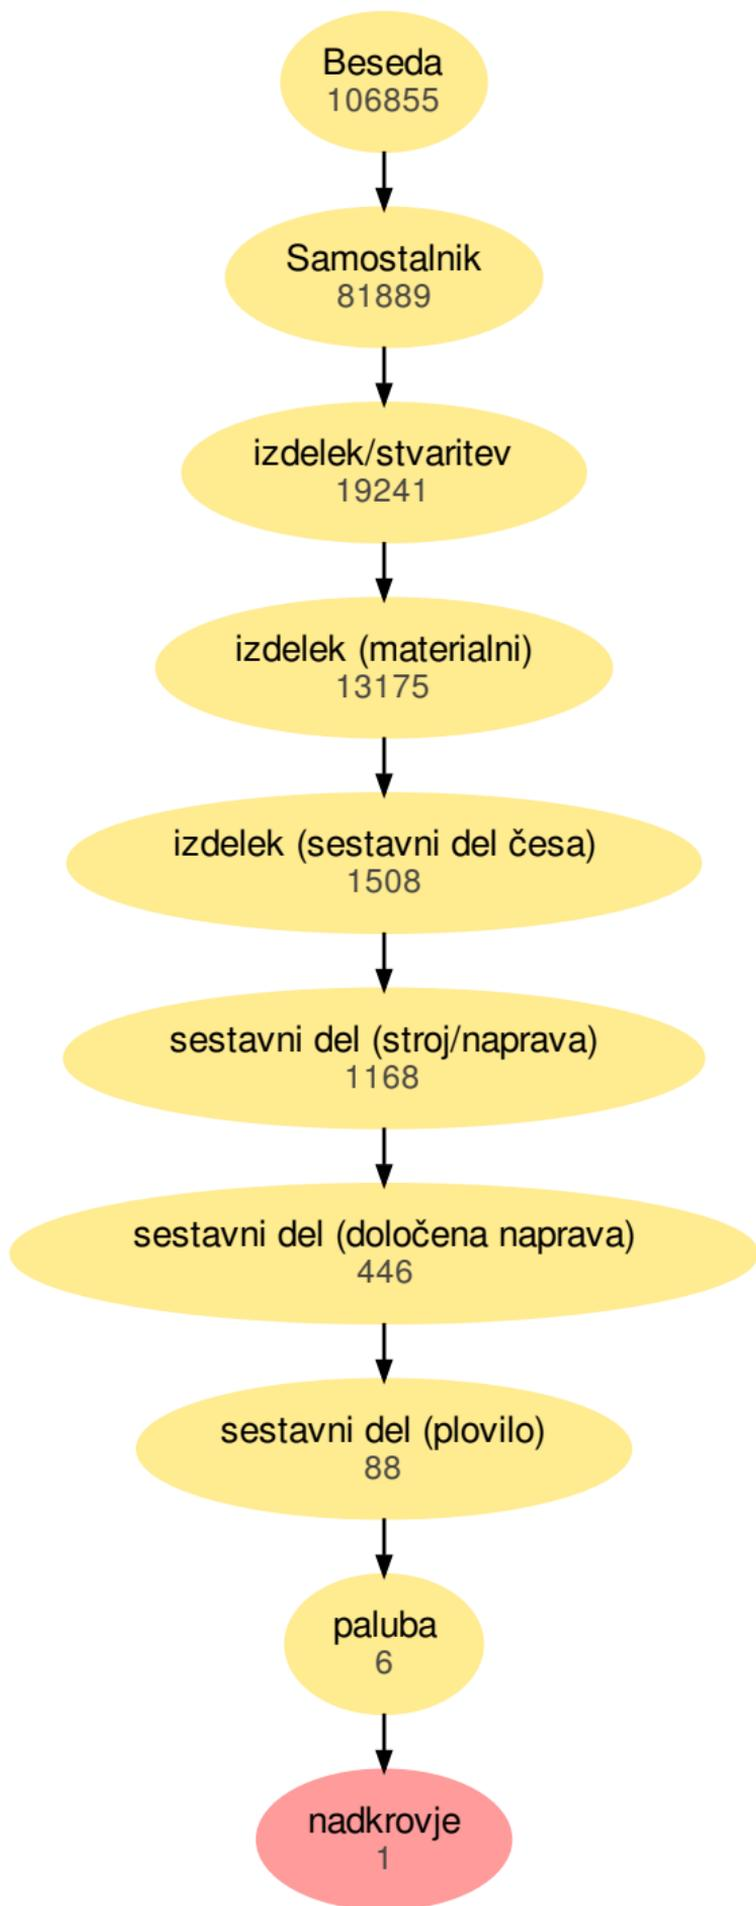 Beseda
106855
Samostalnik
81889
izdelek/stvaritev
19241
izdelek (materialni)
13175
izdelek (sestavni del česa)
1508
sestavni del (stroj/naprava)
1168
sestavni del (določena naprava)
446
sestavni del (plovilo)
88
paluba
6
nadkrovje
1